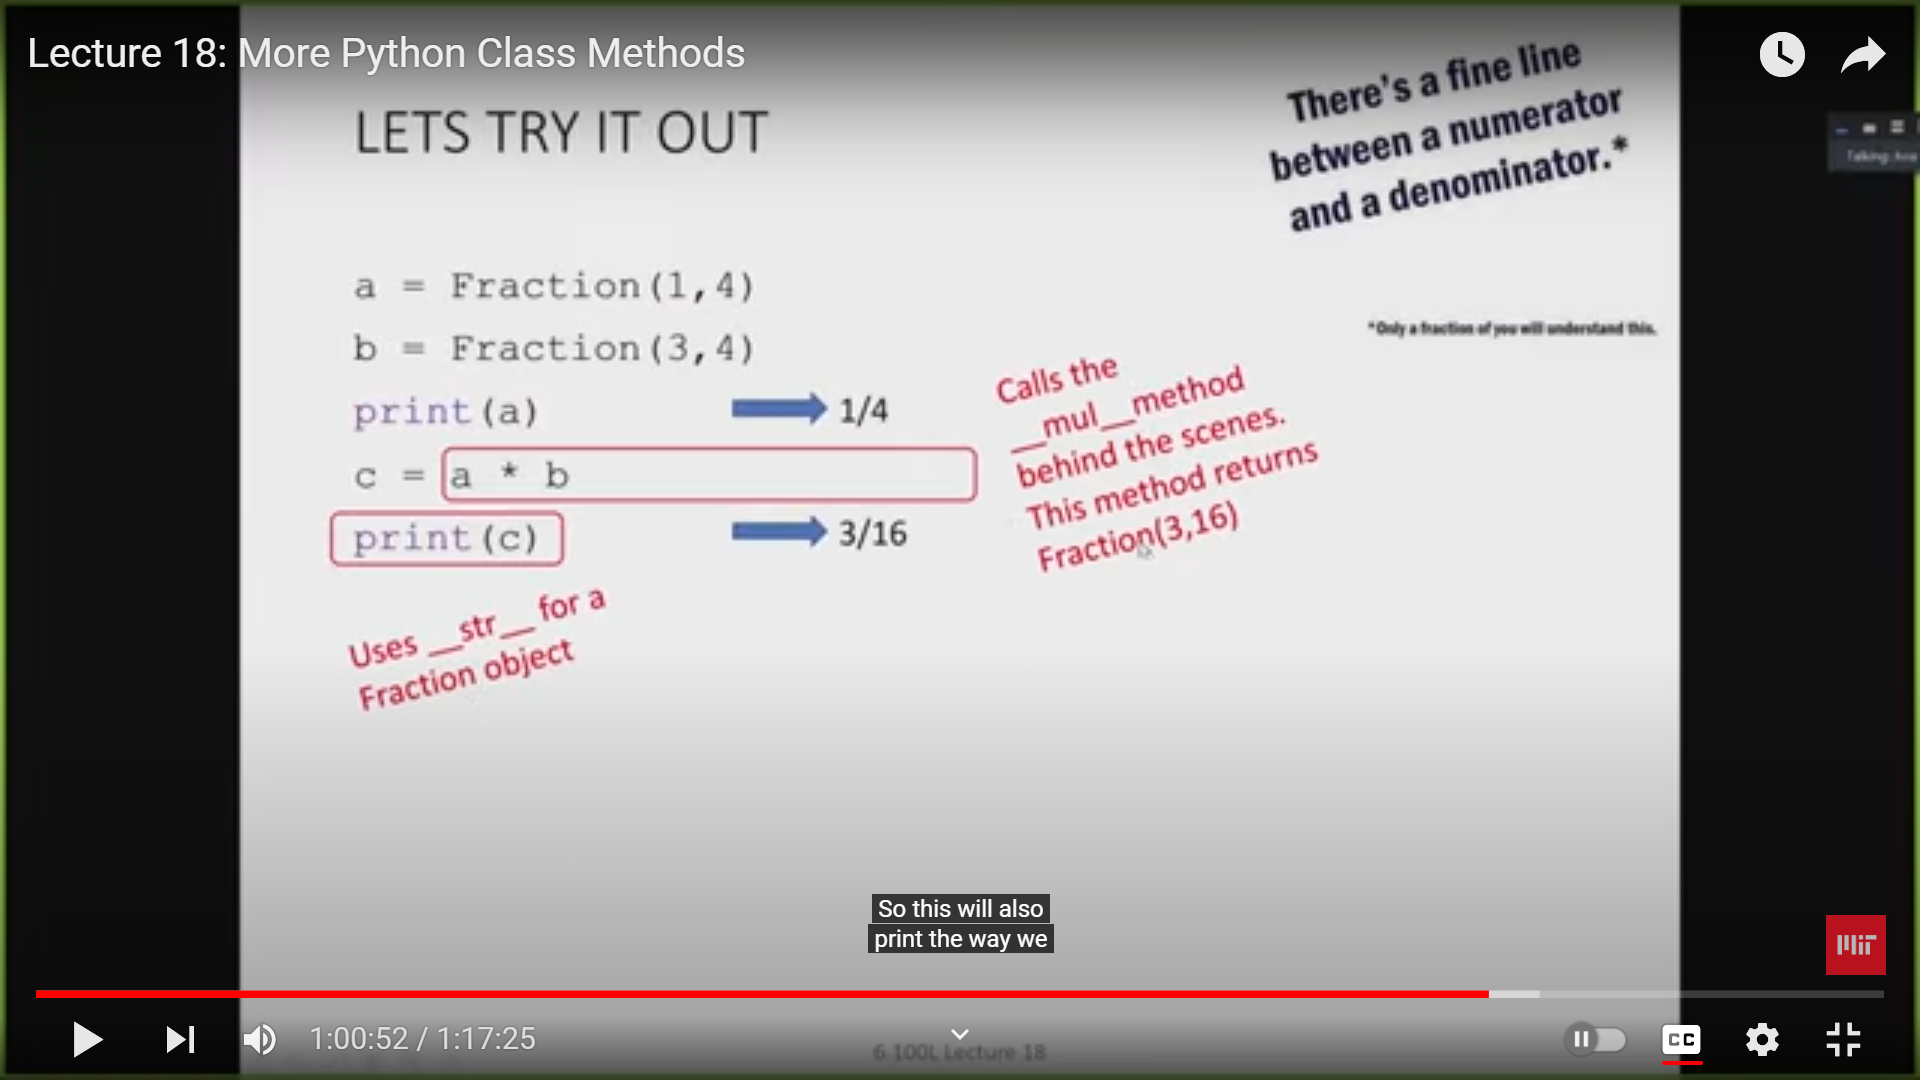 Lecture 18: More Python Class Methods
LETS TRY IT OUT
There's a fine line
between a numerator
and a denominator.*
*Only a fraction of you will understand this.
a = Fraction(1,4)
b = Fraction(3,4)
print(a)
1/4
c = a * b
print(c)
3/16
Calls the
__mul__ method
behind the scenes.
This method returns
Fraction(3,16)
Uses __str__ for a
Fraction object
So this will also
print the way we
MIT
1:00:52 / 1:17:25
CC
6.100L Lecture 18